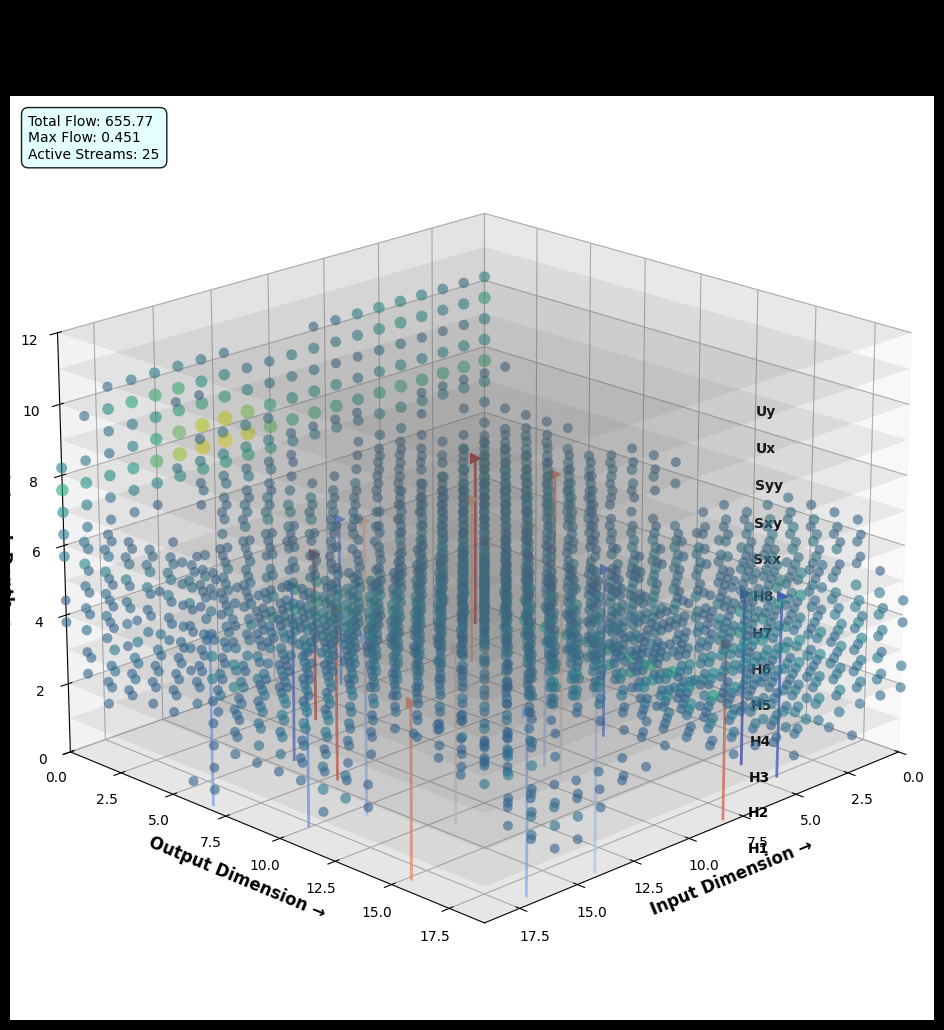 Total Flow: 655.77
Max Flow: 0.451
Active Streams: 25
12
10
8
6
4
2
0
Uy
Ux
Syy
Sxy
Sxx
H8
H7
H6
H5
H4
H3
H2
H1
0.0
2.5
5.0
7.5
10.0
12.5
15.0
17.5
Output Dimension →
17.5
15.0
12.5
10.0
7.5
5.0
2.5
0.0
Input Dimension →